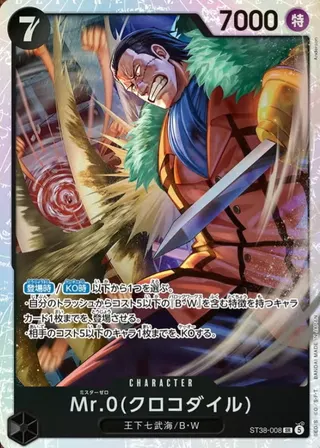 7
7000
特
登場時/KO時 以下から1つを選ぶ。
・自分のトラッシュからコスト5以下の『B・W』を含む特徴を持つキャラ
カード1枚までを、登場させる。
・相手のコスト5以下のキャラ1枚までを、KOする。
CHARACTER
ミスターゼロ
Mr.0(クロコダイル)
王下七武海/B・W
ST38-008
5